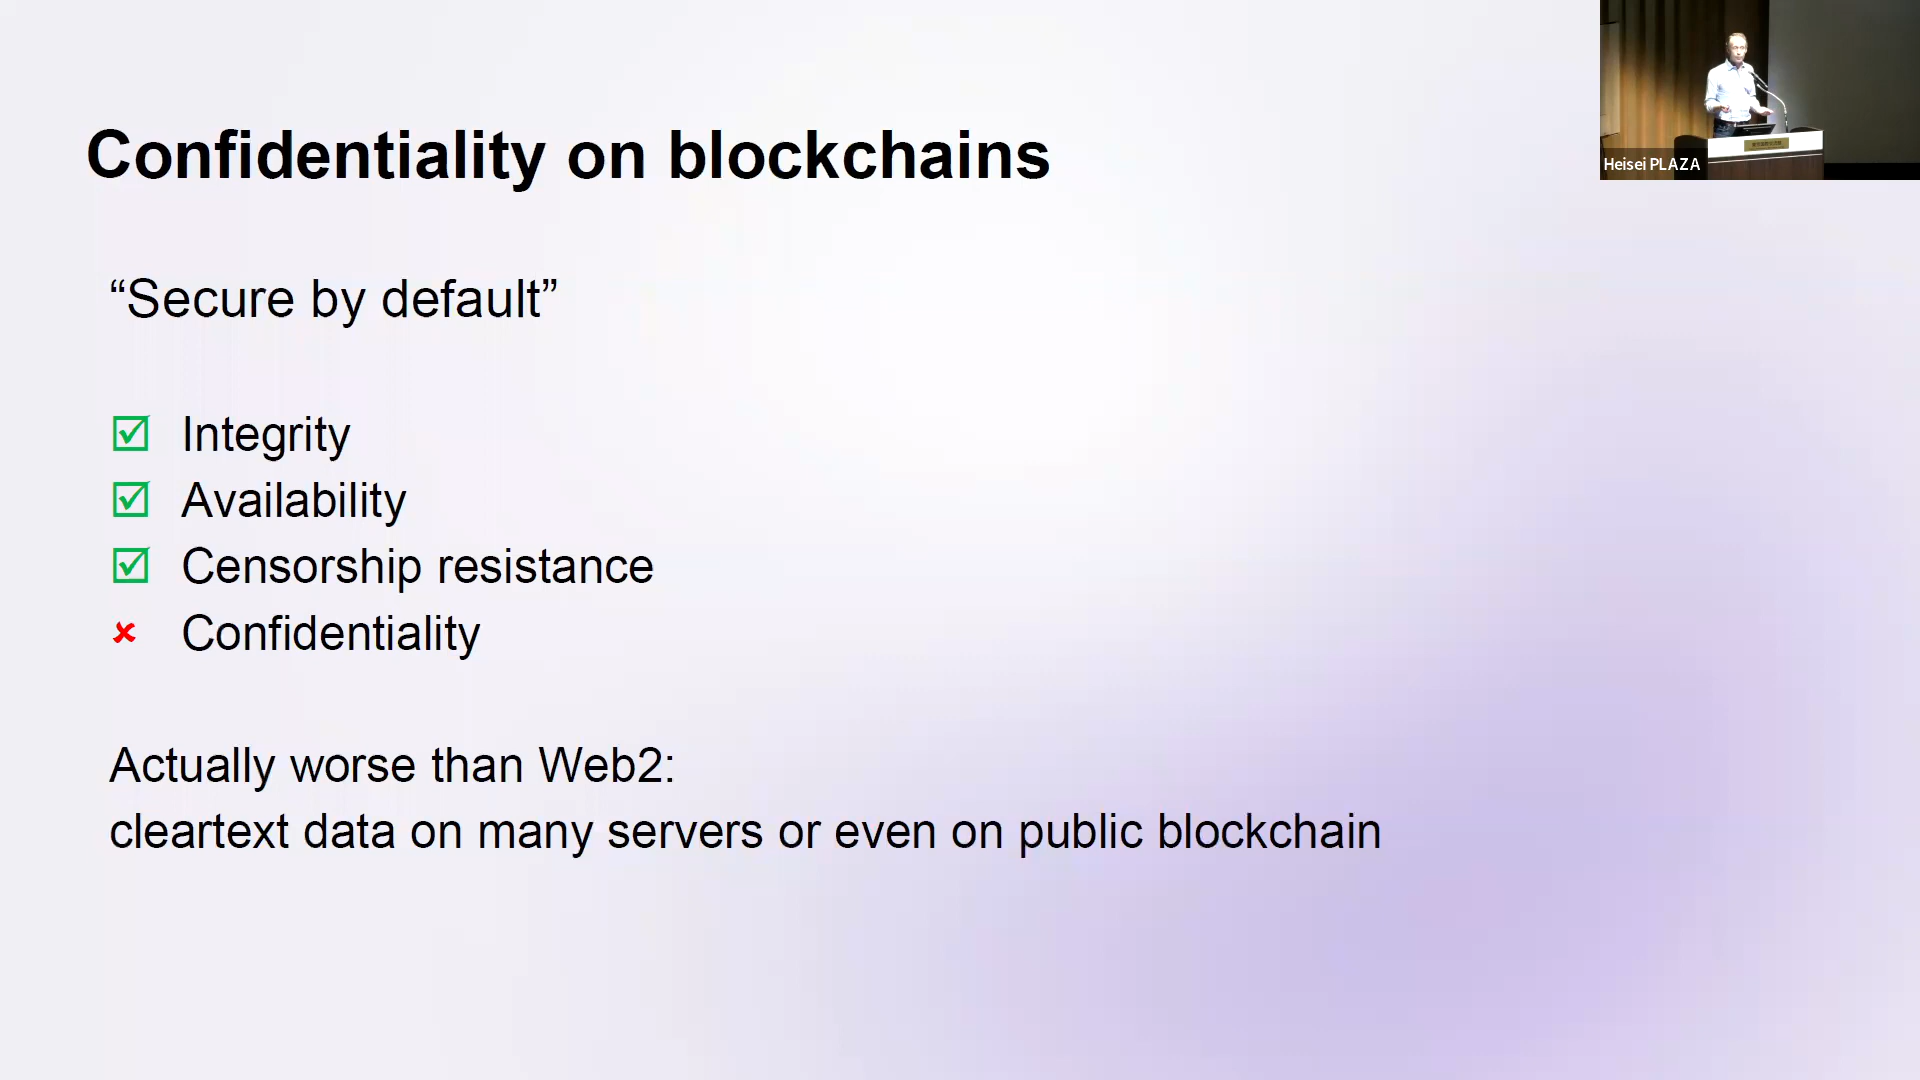 Confidentiality on blockchains
“Secure by default”
Integrity
Availability
Censorship resistance
Confidentiality
Actually worse than Web2:
cleartext data on many servers or even on public blockchain
Heisei PLAZA